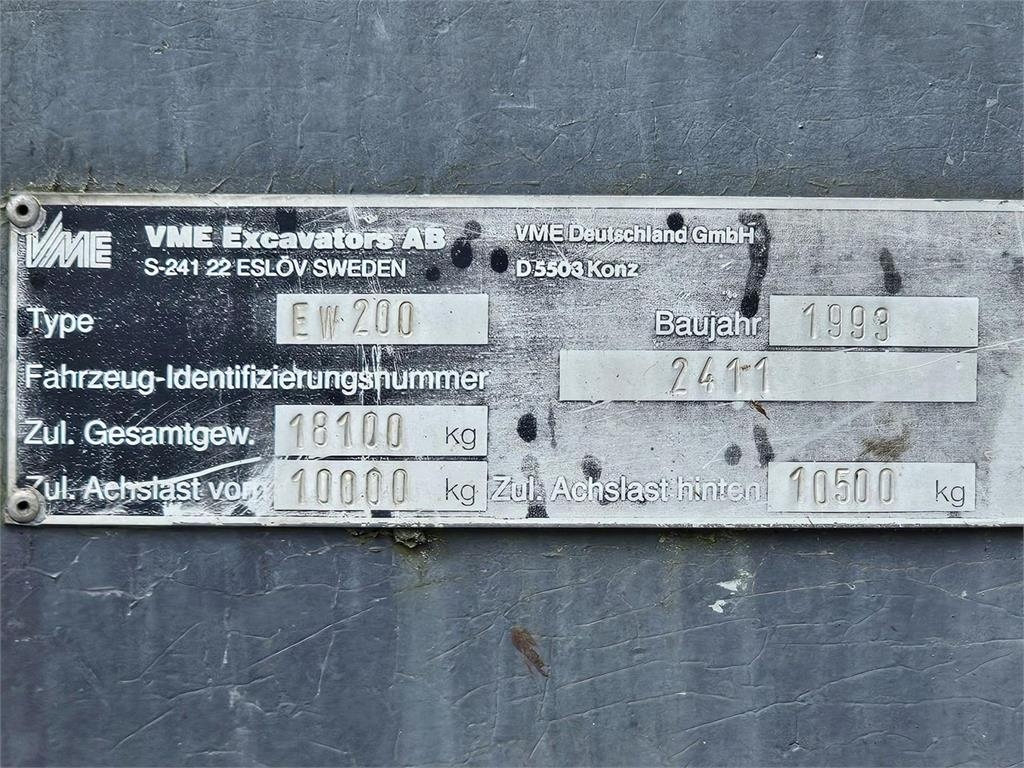 VME VME Excavators AB VME Deutschland GmbH
S-241 22 ESLÖV SWEDEN D 5503 Konz
Type EW 200 Baujahr 1993
Fahrzeug-Identifizierungsnummer 2411
Zul. Gesamtgew. 18100 kg
Zul. Achslast vorn 10000 kg Zul. Achslast hinten 10500 kg